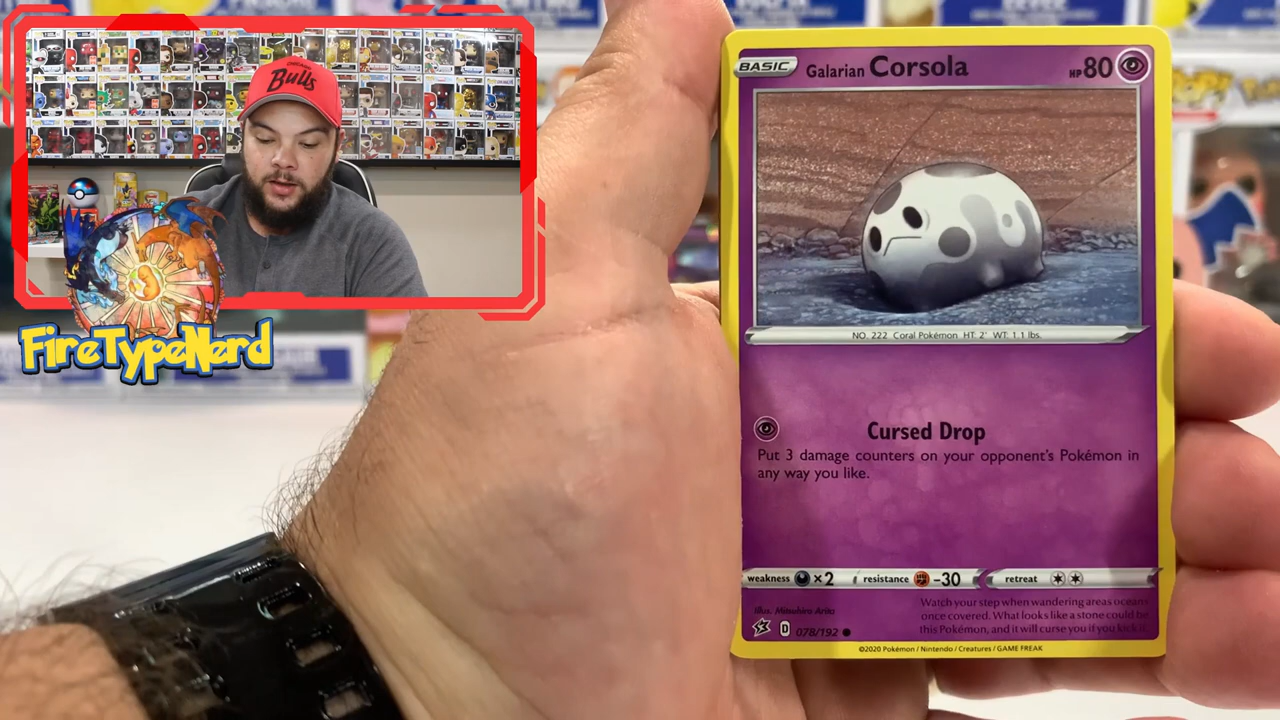 Bulls
FireTypeNerd
BASIC Galarian Corsola HP 80
NO. 222 Coral Pokémon HT: 2' WT: 1.1 lbs.
Cursed Drop
Put 3 damage counters on your opponent's Pokémon in
any way you like.
weakness ×2 resistance -30 retreat
Illus. Mitsuhiro Arita
Watch your step when wandering areas oceans
once covered. What looks like a stone could be
this Pokémon, and it will curse you if you kick it.
D 078/192
©2020 Pokémon / Nintendo / Creatures / GAME FREAK